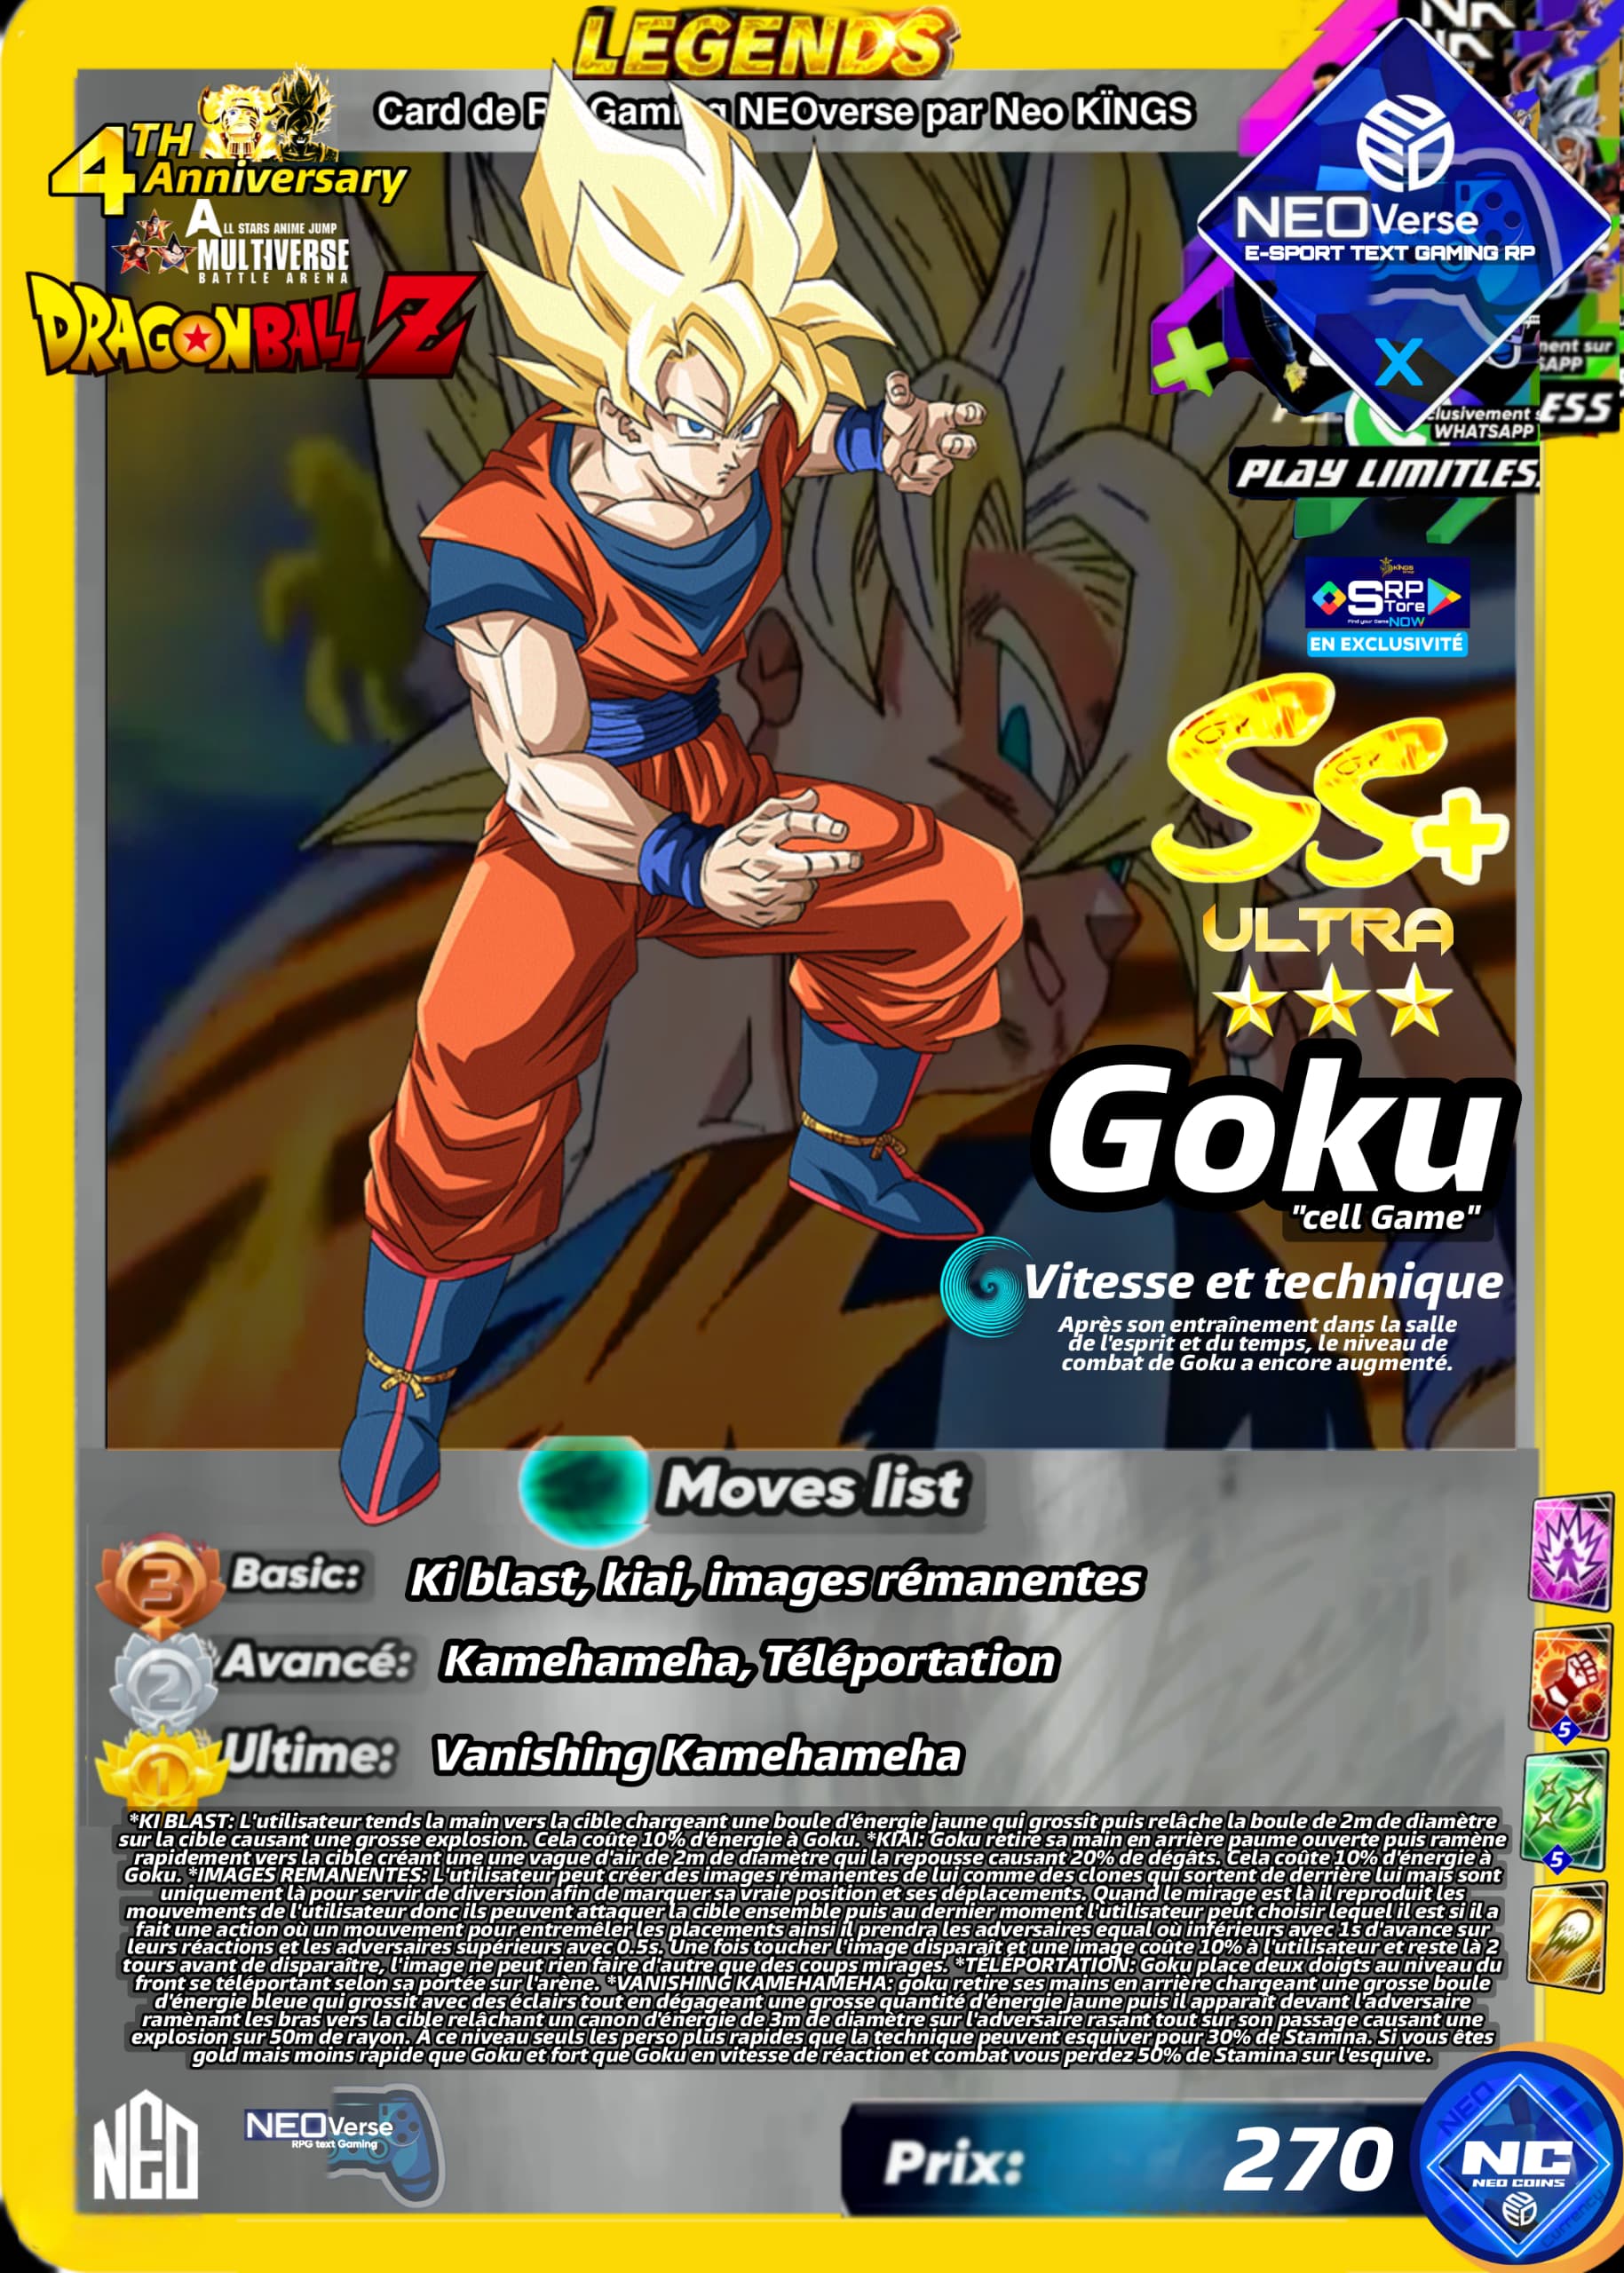 LEGENDS
Card de R Gaming NEOverse par Neo KÏNGS
4TH
Anniversary
ALL STARS ANIME JUMP
MULTIVERSE
BATTLE ARENA
DRAGONBALL Z
NEOVerse
E-SPORT TEXT GAMING RP
X
ment sur
SAPP
clusivement
ESS
WHATSAPP
PLAY LIMITLES
KINGS
SRP
Tore
Find your Game NOW
EN EXCLUSIVITÉ
SS+
ULTRA
Goku
"cell Game"
Vitesse et technique
Après son entraînement dans la salle
de l'esprit et du temps, le niveau de
combat de Goku a encore augmenté.
Moves list
3 Basic: Ki blast, kiai, images rémanentes
2 Avancé: Kamehameha, Téléportation
1 Ultime: Vanishing Kamehameha
5
5
*KI BLAST: L'utilisateur tends la main vers la cible chargeant une boule d'énergie jaune qui grossit puis relâche la boule de 2m de diamètre
sur la cible causant une grosse explosion. Cela coûte 10% d'énergie à Goku. *KIAI: Goku retire sa main en arrière paume ouverte puis ramène
rapidement vers la cible créant une une vague d'air de 2m de diamètre qui la repousse causant 20% de dégâts. Cela coûte 10% d'énergie à
Goku. *IMAGES REMANENTES: L'utilisateur peut créer des images rémanentes de lui comme des clones qui sortent de derrière lui mais sont
uniquement là pour servir de diversion afin de marquer sa vraie position et ses déplacements. Quand le mirage est là il reproduit les
mouvements de l'utilisateur donc ils peuvent attaquer la cible ensemble puis au dernier moment l'utilisateur peut choisir lequel il est si il a
fait une action où un mouvement pour entremêler les placements ainsi il prendra les adversaires equal où inférieurs avec 1s d'avance sur
leurs réactions et les adversaires supérieurs avec 0.5s. Une fois toucher l'image disparaît et une image coûte 10% à l'utilisateur et reste là 2
tours avant de disparaître, l'image ne peut rien faire d'autre que des coups mirages. *TÉLÉPORTATION: Goku place deux doigts au niveau du
front se téléportant selon sa portée sur l'arène. *VANISHING KAMEHAMEHA: goku retire ses mains en arrière chargeant une grosse boule
d'énergie bleue qui grossit avec des éclairs tout en dégageant une grosse quantité d'énergie jaune puis il apparaît devant l'adversaire
ramènant les bras vers la cible relâchant un canon d'énergie de 3m de diamètre sur l'adversaire rasant tout sur son passage causant une
explosion sur 50m de rayon. À ce niveau seuls les perso plus rapides que la technique peuvent esquiver pour 30% de Stamina. Si vous êtes
gold mais moins rapide que Goku et fort que Goku en vitesse de réaction et combat vous perdez 50% de Stamina sur l'esquive.
NEO
NEOVerse
RPG text Gaming
Prix: 270
NC
NEO COINS